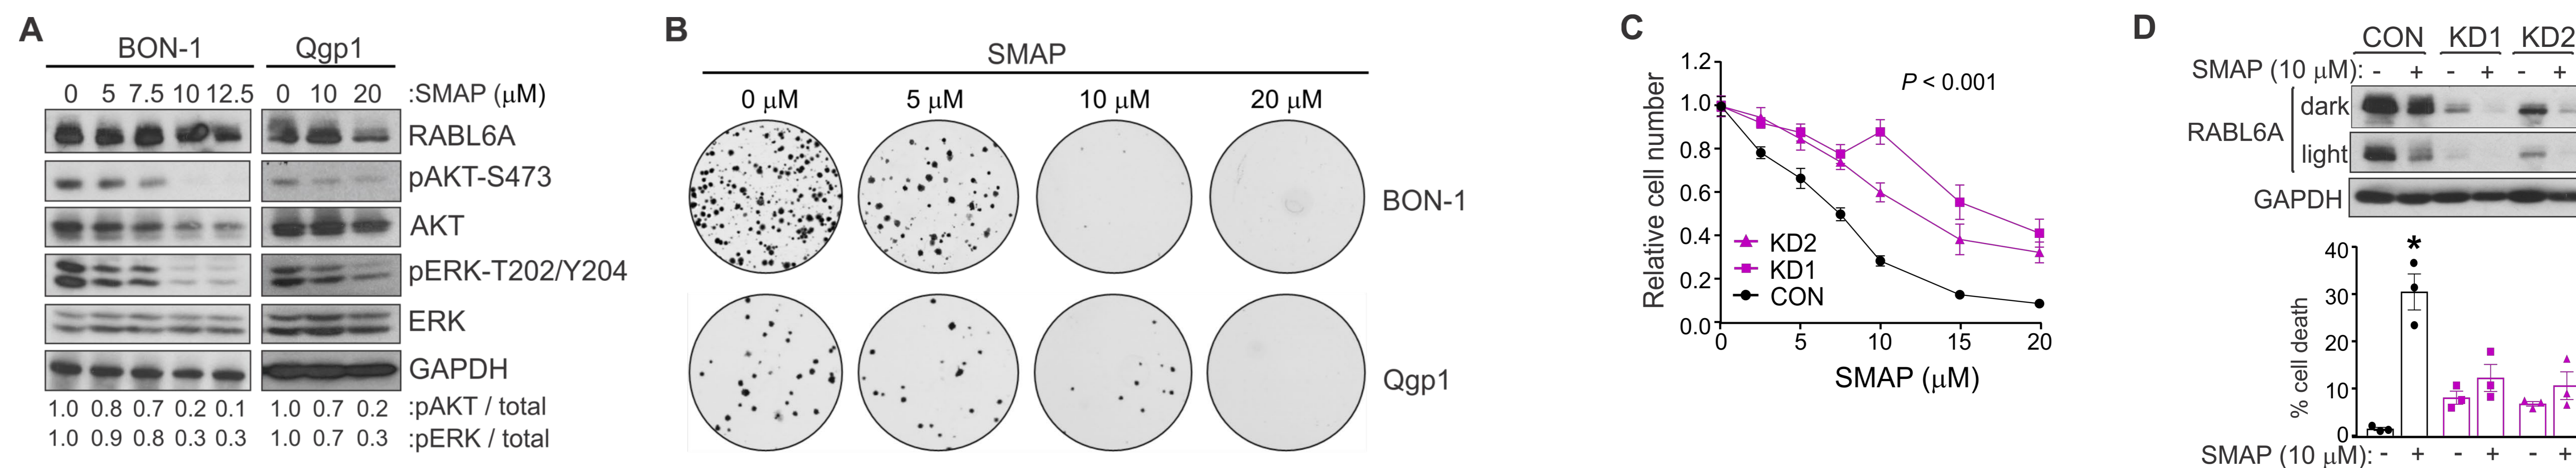 A
BON-1 Qgp1
0 5 7.5 10 12.5 0 10 20 :SMAP (μM)
RABL6A
pAKT-S473
AKT
pERK-T202/Y204
ERK
GAPDH
1.0 0.8 0.7 0.2 0.1 1.0 0.7 0.2 :pAKT / total
1.0 0.9 0.8 0.3 0.3 1.0 0.7 0.3 :pERK / total
B
SMAP
0 μM 5 μM 10 μM 20 μM
BON-1
Qgp1
C
Relative cell number
1.2
1.0
0.8
0.6
0.4
0.2
0.0
P < 0.001
KD2
KD1
CON
0 5 10 15 20
SMAP (μM)
D
CON KD1 KD2
SMAP (10 μM): - + - + - +
RABL6A
dark
light
GAPDH
% cell death
40
30
20
10
0
*
SMAP (10 μM): - + - + - +